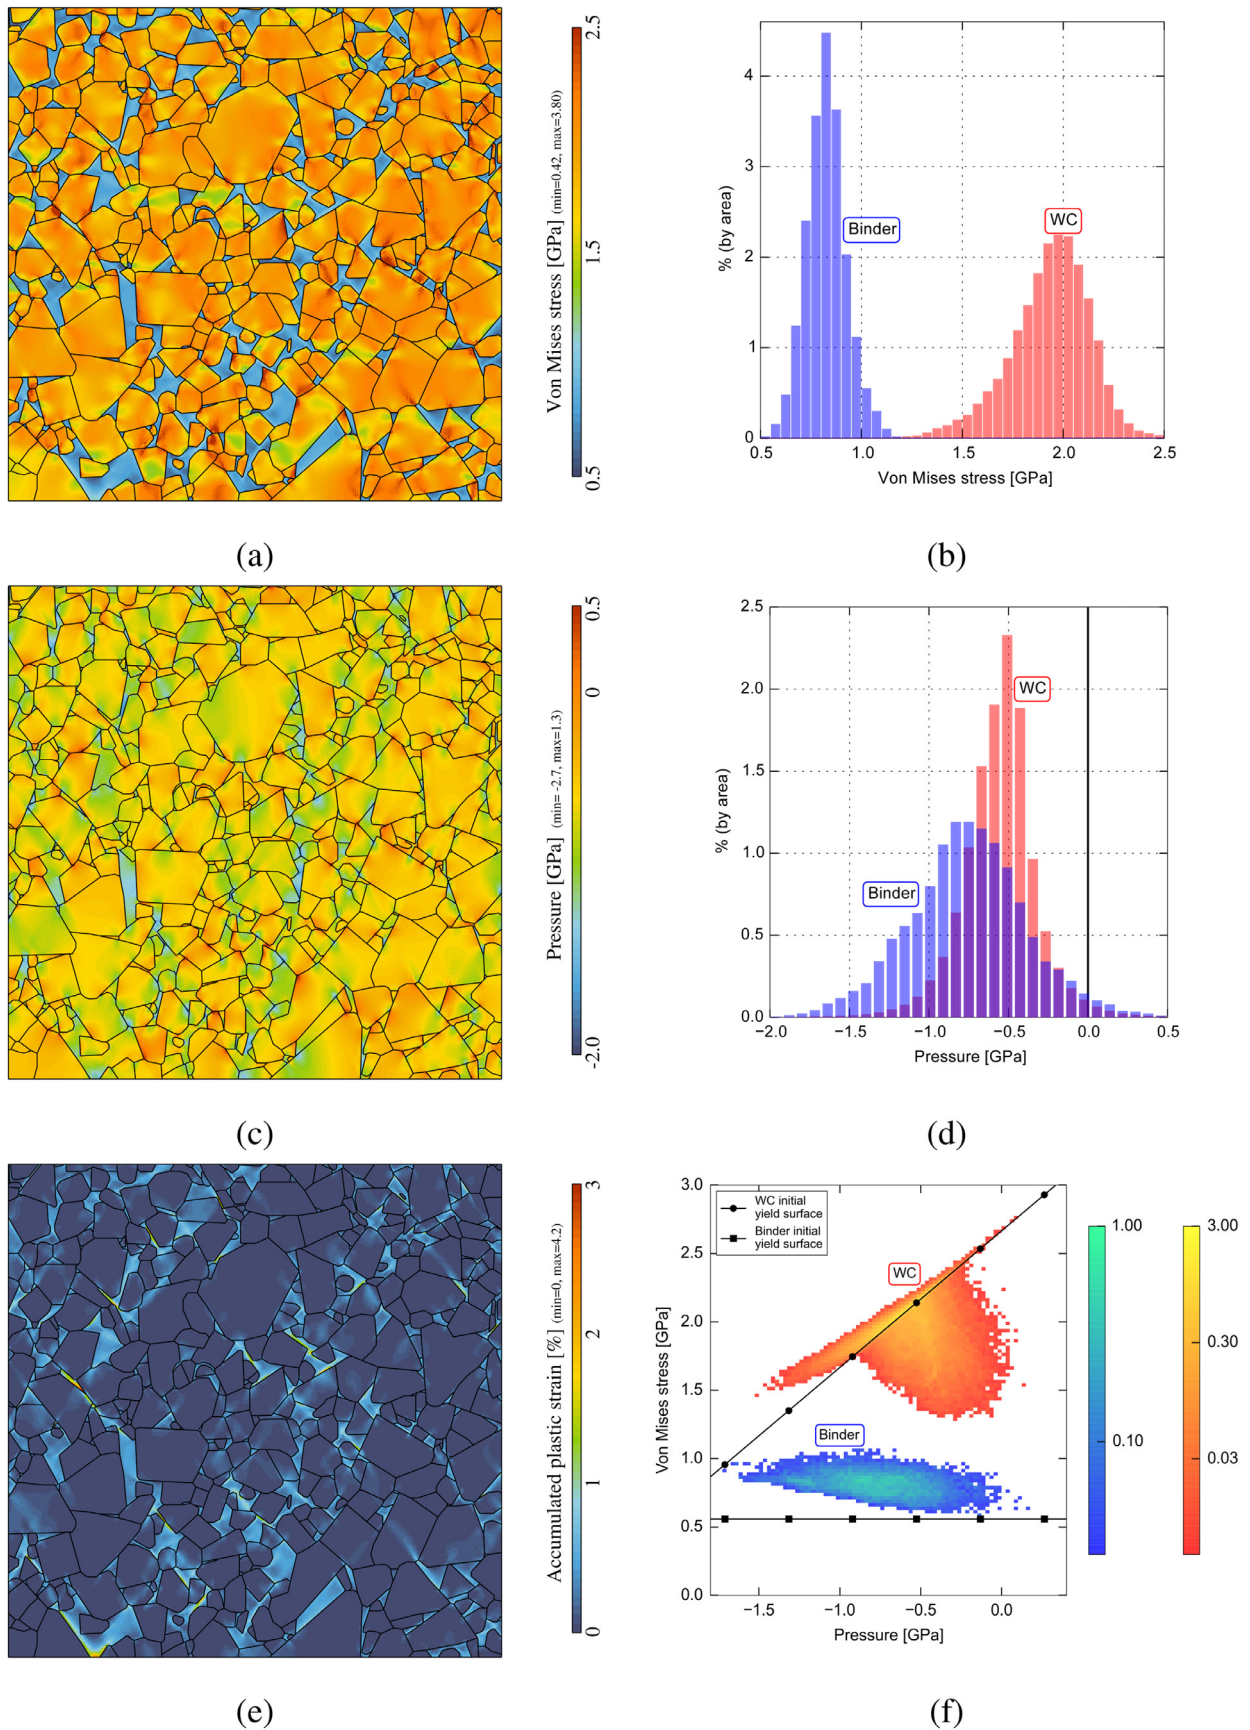 2.5
1.5
0.5
Von Mises stress [GPa] (min=0.42, max=3.80)
4
3
2
1
0
% (by area)
Binder
WC
0.5
1.0
1.5
2.0
2.5
Von Mises stress [GPa]
(a)
(b)
0.5
0
-2.0
Pressure [GPa] (min= -2.7, max=1.3)
2.5
2.0
1.5
1.0
0.5
0.0
% (by area)
WC
Binder
−2.0
−1.5
−1.0
−0.5
0.0
0.5
Pressure [GPa]
(c)
(d)
3
2
1
0
Accumulated plastic strain [%] (min=0, max=4.2)
3.0
2.5
2.0
1.5
1.0
0.5
0.0
Von Mises stress [GPa]
WC initial
yield surface
Binder initial
yield surface
WC
Binder
−1.5
−1.0
−0.5
0.0
Pressure [GPa]
1.00
0.10
3.00
0.30
0.03
(e)
(f)